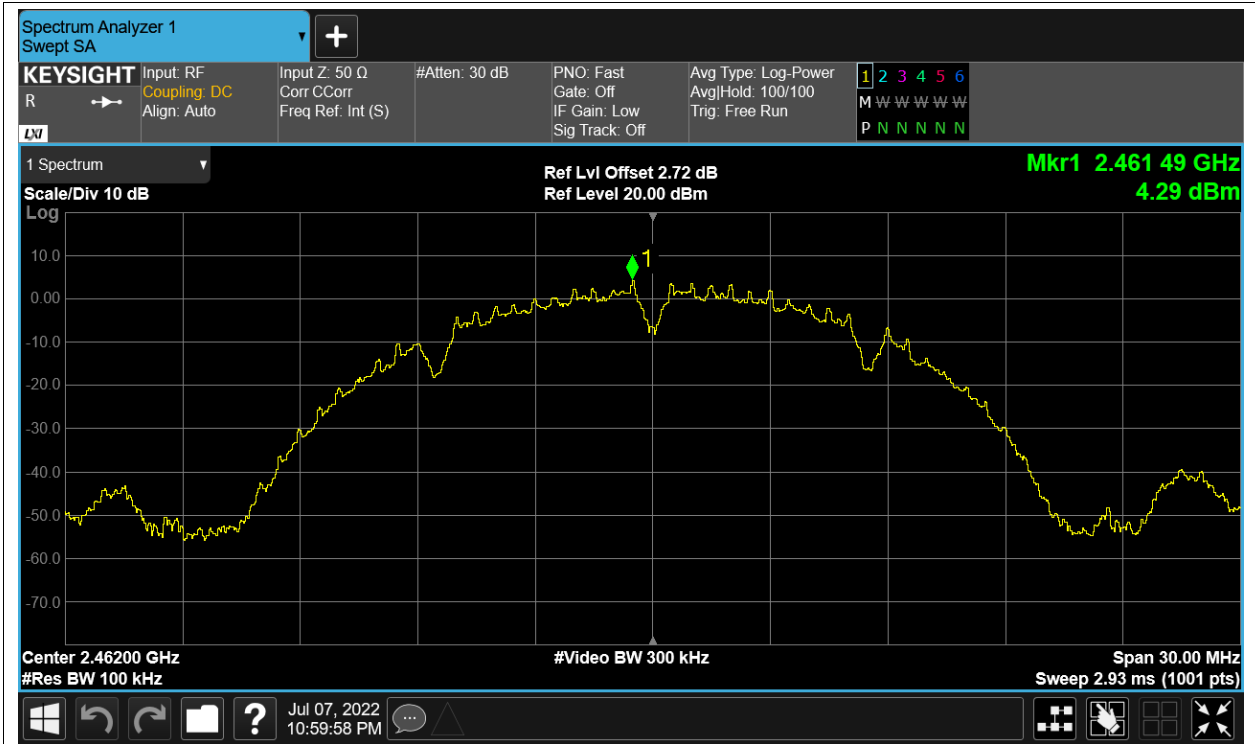 Spectrum Analyzer 1
Swept SA
KEYSIGHT
R
LXI
Input: RF
Coupling: DC
Align: Auto
Input Z: 50 Ω
Corr CCorr
Freq Ref: Int (S)
#Atten: 30 dB
PNO: Fast
Gate: Off
IF Gain: Low
Sig Track: Off
Avg Type: Log-Power
Avg|Hold: 100/100
Trig: Free Run
1 2 3 4 5 6
M W W W W W W
P N N N N N
1 Spectrum
Scale/Div 10 dB
Log
Ref Lvl Offset 2.72 dB
Ref Level 20.00 dBm
Mkr1 2.461 49 GHz
4.29 dBm
1
10.0
0.00
-10.0
-20.0
-30.0
-40.0
-50.0
-60.0
-70.0
Center 2.46200 GHz
#Res BW 100 kHz
#Video BW 300 kHz
Span 30.00 MHz
Sweep 2.93 ms (1001 pts)
?
Jul 07, 2022
10:59:58 PM